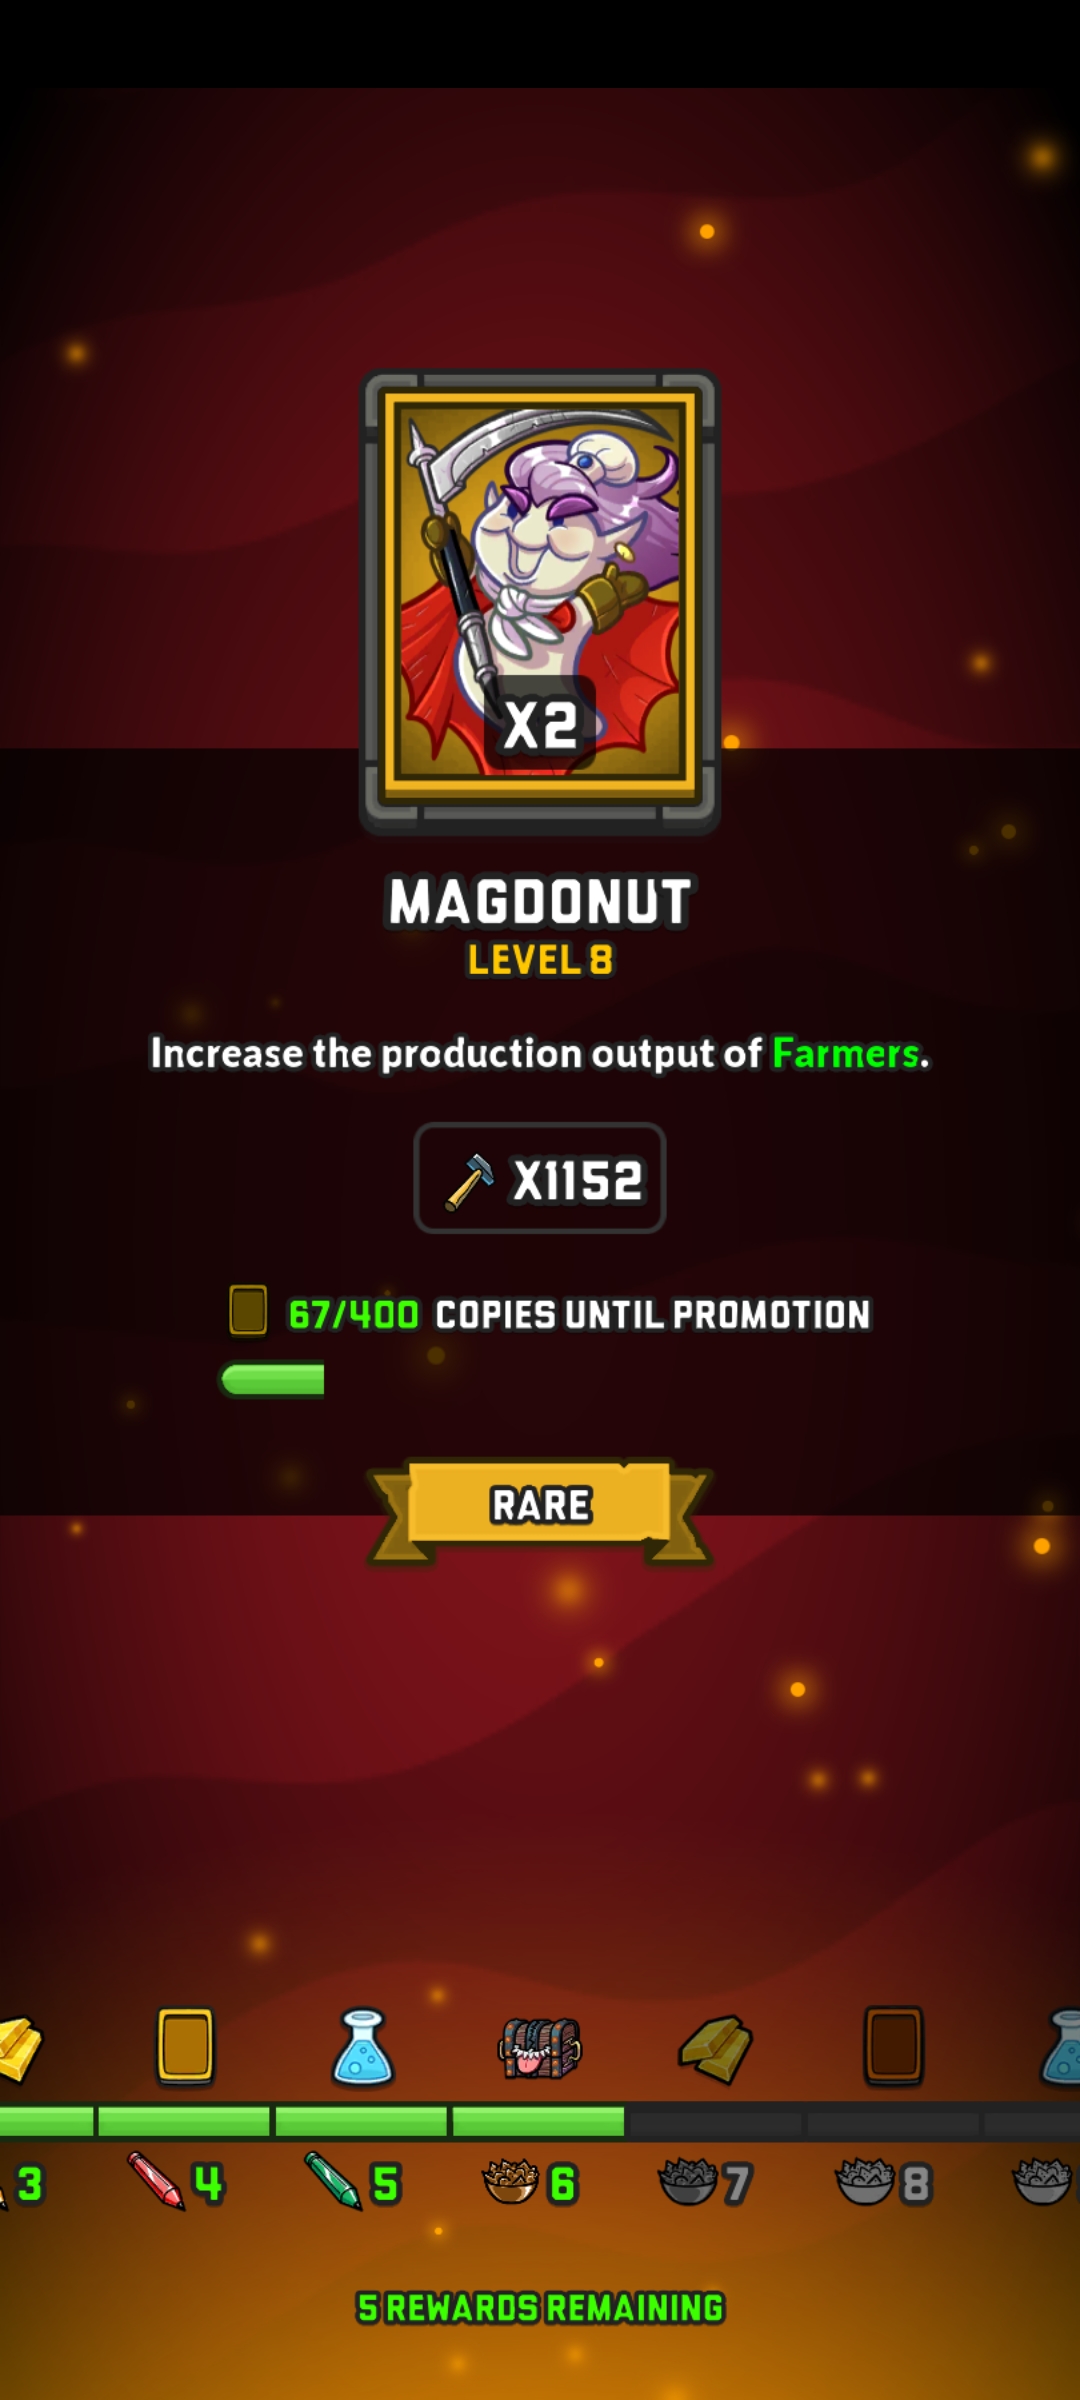 X2
MAGDONUT
LEVEL 8
Increase the production output of Farmers.
X1152
67/400 COPIES UNTIL PROMOTION
RARE
3 4 5 6 7 8
5 REWARDS REMAINING